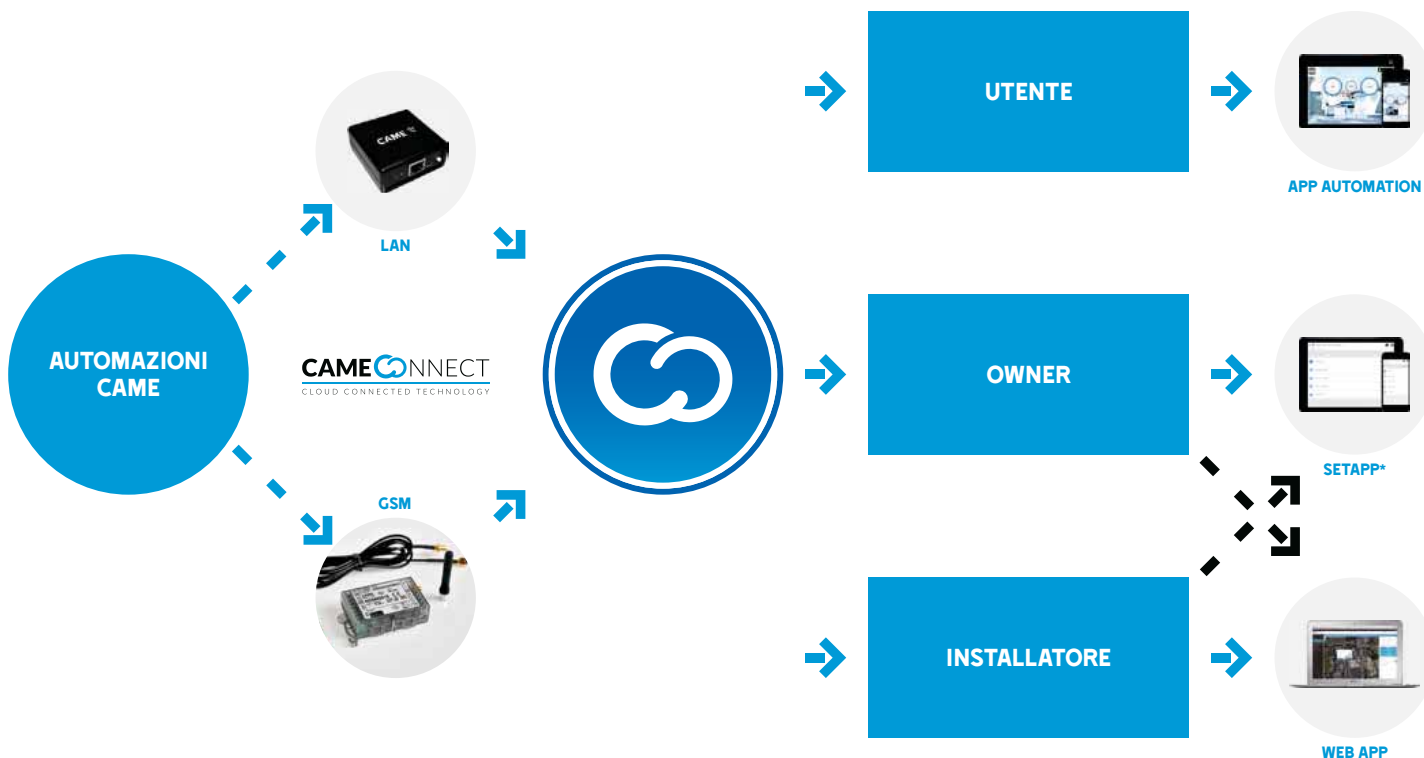 UTENTE
APP AUTOMATION
CAME
LAN
AUTOMAZIONI
CAME
CAMECONNECT
CLOUD CONNECTED TECHNOLOGY
OWNER
SETAPP*
GSM
INSTALLATORE
WEB APP